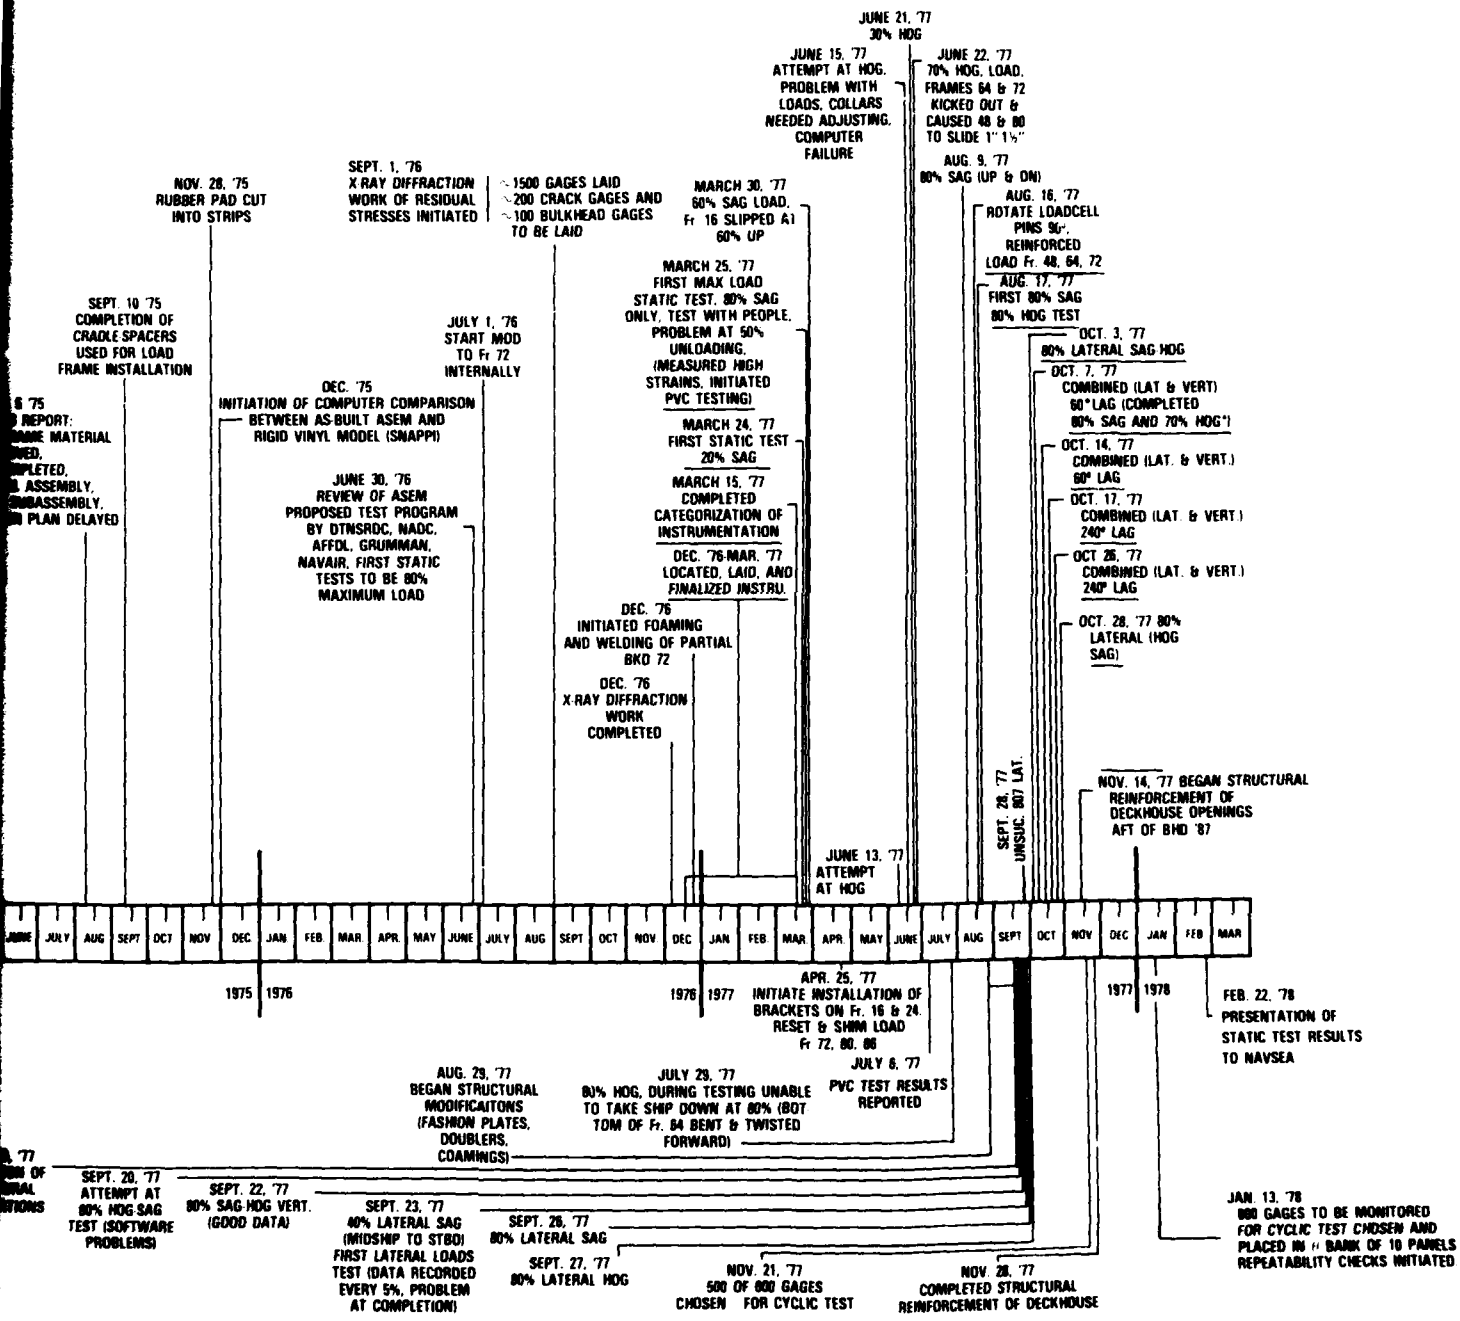 JUNE 21, '77
30% HOG
JUNE 15, '77
ATTEMPT AT HOG.
PROBLEM WITH
LOADS, COLLARS
NEEDED ADJUSTING,
COMPUTER
FAILURE
JUNE 22, '77
70% HOG, LOAD,
FRAMES 64 & 72
KICKED OUT &
CAUSED 48 & 80
TO SLIDE 1" 1½"
AUG. 9, '77
80% SAG (UP & ON)
AUG. 16, '77
ROTATE LOADCELL
PINS 90°,
REINFORCED
LOAD Fr. 48, 64, 72
AUG. 17, '77
FIRST 80% SAG
80% HOG TEST
OCT. 3, '77
80% LATERAL SAG-HOG
OCT. 7, '77
COMBINED (LAT & VERT)
60° LAG (COMPLETED
80% SAG AND 70% HOG*)
OCT. 14, '77
COMBINED (LAT. & VERT.)
60° LAG
OCT. 17, '77
COMBINED (LAT. & VERT.)
240° LAG
OCT 26, '77
COMBINED (LAT. & VERT.)
240° LAG
OCT. 28, '77 80%
LATERAL (HOG
SAG)
NOV. 28, '75
RUBBER PAD CUT
INTO STRIPS
SEPT. 1, '76
X-RAY DIFFRACTION
WORK OF RESIDUAL
STRESSES INITIATED
~1500 GAGES LAID
~200 CRACK GAGES AND
~100 BULKHEAD GAGES
TO BE LAID
MARCH 30, '77
60% SAG LOAD,
Fr 16 SLIPPED AT
60% UP
MARCH 25, '77
FIRST MAX LOAD
STATIC TEST, 80% SAG
ONLY, TEST WITH PEOPLE,
PROBLEM AT 50%
UNLOADING,
(MEASURED HIGH
STRAINS, INITIATED
PVC TESTING)
MARCH 24, '77
FIRST STATIC TEST
20% SAG
MARCH 15, '77
COMPLETED
CATEGORIZATION OF
INSTRUMENTATION
DEC. '76-MAR. '77
LOCATED, LAID, AND
FINALIZED INSTRU.
SEPT. 10 '75
COMPLETION OF
CRADLE-SPACERS
USED FOR LOAD
FRAME INSTALLATION
JULY 1, '76
START MOD
TO Fr 72
INTERNALLY
DEC. '75
INITIATION OF COMPUTER COMPARISON
BETWEEN AS-BUILT ASEM AND
RIGID VINYL MODEL (SNAPPI)
'75
REPORT:
MATERIAL
ASSEMBLY,
PLAN DELAYED
JUNE 30, '76
REVIEW OF ASEM
PROPOSED TEST PROGRAM
BY DTNSRDC, NADC,
AFFDL, GRUMMAN,
NAVAIR, FIRST STATIC
TESTS TO BE 80%
MAXIMUM LOAD
DEC. '76
INITIATED FOAMING
AND WELDING OF PARTIAL
BKD 72
DEC. '76
X-RAY DIFFRACTION
WORK
COMPLETED
SEPT. 28, '77
UNSUC. 80? LAT.
NOV. 14, '77 BEGAN STRUCTURAL
REINFORCEMENT OF
DECKHOUSE OPENINGS
AFT OF BHD '87
JUNE 13, '77
ATTEMPT
AT HOG
JUNE JULY AUG SEPT OCT NOV DEC. JAN. FEB. MAR. APR. MAY JUNE JULY AUG SEPT OCT NOV. DEC JAN FEB. MAR. APR. MAY JUNE JULY AUG SEPT OCT NOV DEC JAN FEB MAR
1975 1976
1976 1977
1977 1978
APR. 25, '77
INITIATE INSTALLATION OF
BRACKETS ON Fr. 16 & 24.
RESET & SHIM LOAD
Fr 72, 80, 86
JULY 6, '77
PVC TEST RESULTS
REPORTED
FEB. 22, '78
PRESENTATION OF
STATIC TEST RESULTS
TO NAVSEA
AUG. 29, '77
BEGAN STRUCTURAL
MODIFICAITONS
(FASHION PLATES,
DOUBLERS,
COAMINGS)
JULY 29, '77
80% HOG, DURING TESTING UNABLE
TO TAKE SHIP DOWN AT 80% (BOT
TOM OF Fr. 64 BENT & TWISTED
FORWARD)
'77
OF
SEPT. 20, '77
ATTEMPT AT
80% HOG-SAG
TEST (SOFTWARE
PROBLEMS)
SEPT. 22, '77
80% SAG-HOG VERT.
(GOOD DATA)
SEPT. 23, '77
40% LATERAL SAG
(MIDSHIP TO STBD)
FIRST LATERAL LOADS
TEST (DATA RECORDED
EVERY 5%, PROBLEM
AT COMPLETION)
SEPT. 26, '77
80% LATERAL SAG
SEPT. 27, '77
80% LATERAL HOG
NOV. 21, '77
500 OF 800 GAGES
CHOSEN FOR CYCLIC TEST
NOV. 28, '77
COMPLETED STRUCTURAL
REINFORCEMENT OF DECKHOUSE
JAN. 13, '78
800 GAGES TO BE MONITORED
FOR CYCLIC TEST CHOSEN AND
PLACED IN BANK OF 10 PANELS
REPEATABILITY CHECKS INITIATED